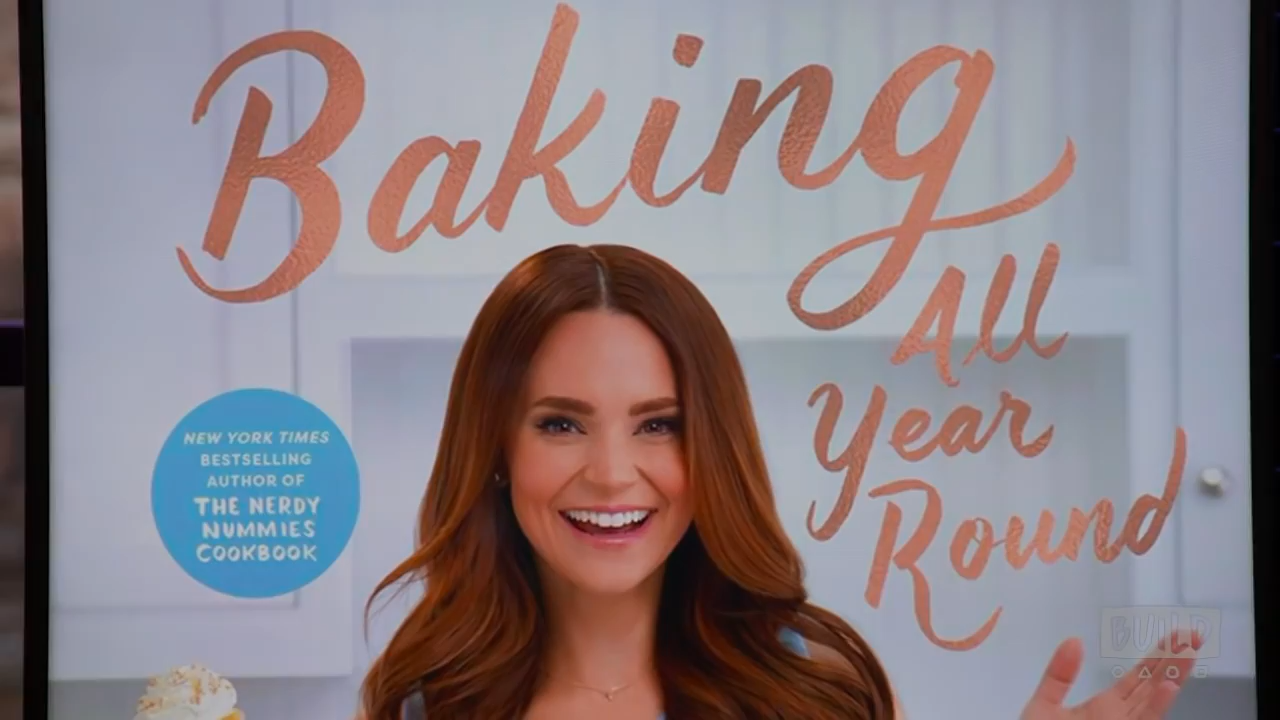 Baking
All
Year
Round
NEW YORK TIMES
BESTSELLING
AUTHOR OF
THE NERDY
NUMMIES
COOKBOOK
BUILD